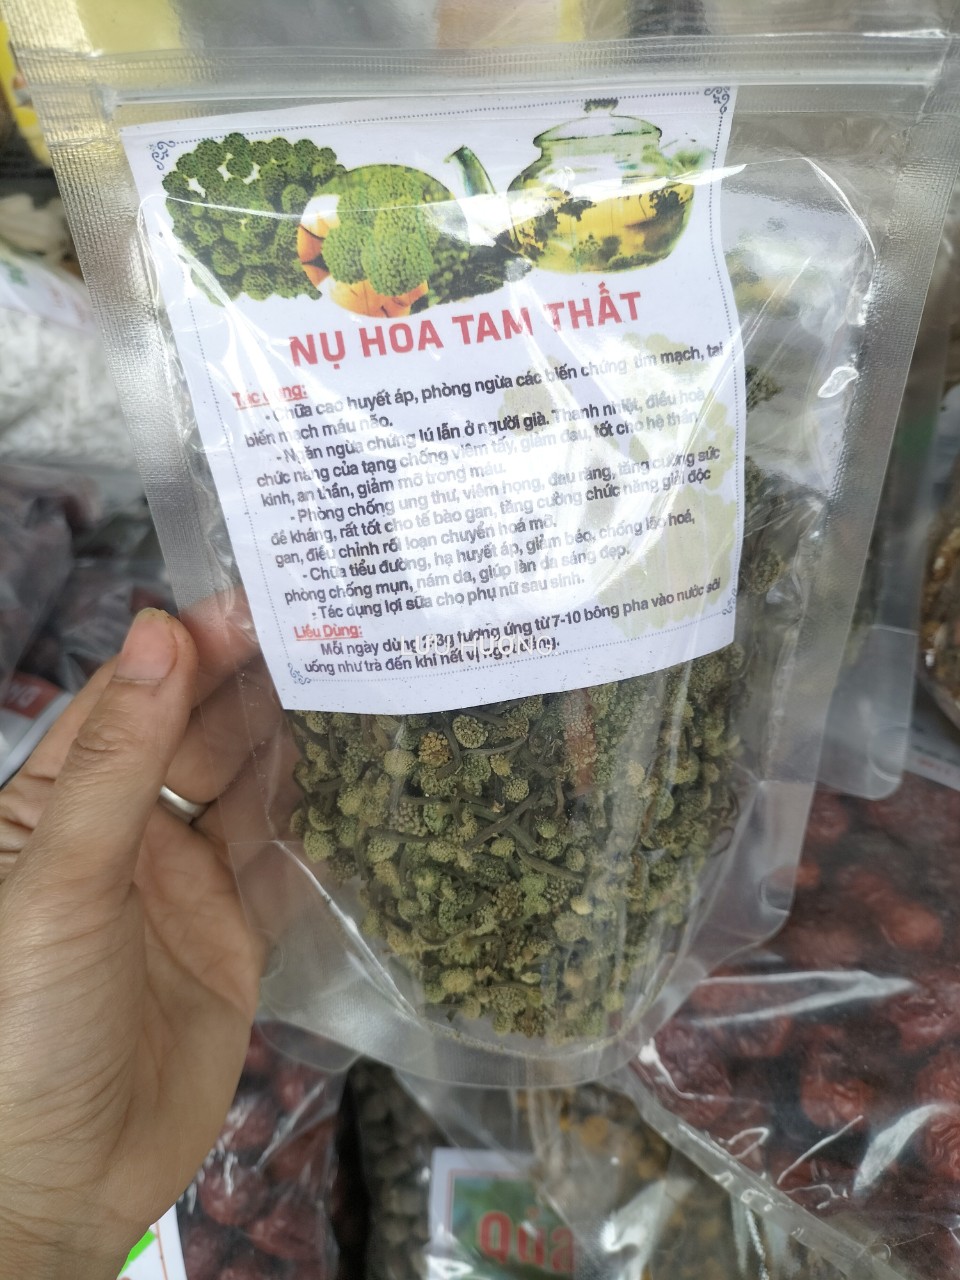 NỤ HOA TAM THẤT
Tác dụng:
- Chữa cao huyết áp, phòng ngừa các biến chứng tim mạch, tai
biến mạch máu não.
- Ngăn ngừa chứng lú lẫn ở người già. Thanh nhiệt, điều hoà
chức năng của tạng chống viêm tấy, giảm đau, tốt cho hệ thần
kinh, an thần, giảm mỡ trong máu.
- Phòng chống ung thư, viêm họng, đau răng, tăng cường sức
đề kháng, rất tốt cho tế bào gan, tăng cường chức năng giải độc
gan, điều chỉnh rối loạn chuyển hoá mỡ.
- Chữa tiểu đường, hạ huyết áp, giảm béo, chống lão hoá,
phòng chống mụn, nám da, giúp làn da sáng đẹp.
- Tác dụng lợi sữa cho phụ nữ sau sinh.
Liều Dùng:
Mỗi ngày dùng 3g tương ứng từ 7-10 bông pha vào nước sôi
uống như trà đến khi hết vị
LƯU HƯƠNG
QUẢ